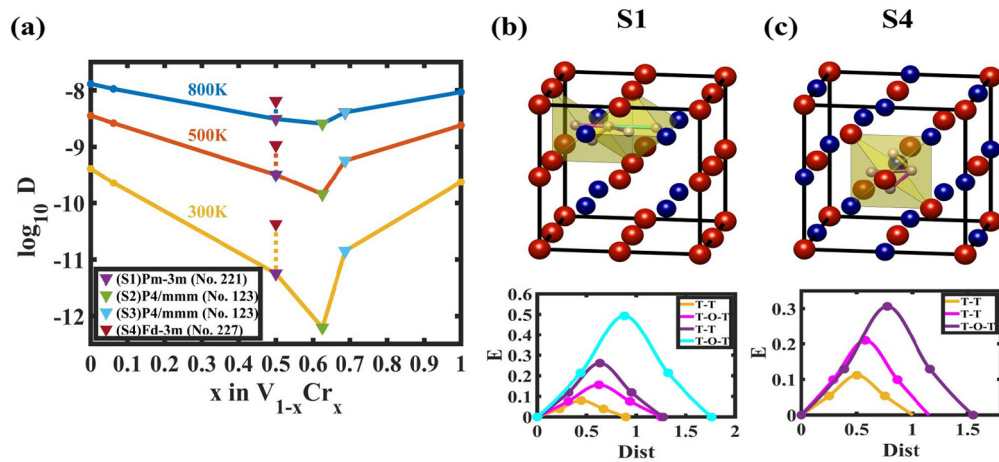 (a)
log10 D
-8
-9
-10
-11
-12
800K
500K
300K
(S1)Pm-3m (No. 221)
(S2)P4/mmm (No. 123)
(S3)P4/mmm (No. 123)
(S4)Fd-3m (No. 227)
0 0.1 0.2 0.3 0.4 0.5 0.6 0.7 0.8 0.9 1
x in V1-xCrx
(b) S1
E
0.6
0.5
0.4
0.3
0.2
0.1
0
T-T
T-O-T
T-T
T-O-T
0 0.5 1 1.5 2
Dist
(c) S4
E
0.3
0.2
0.1
0
T-T
T-T
T-O-T
0 0.5 1 1.5
Dist